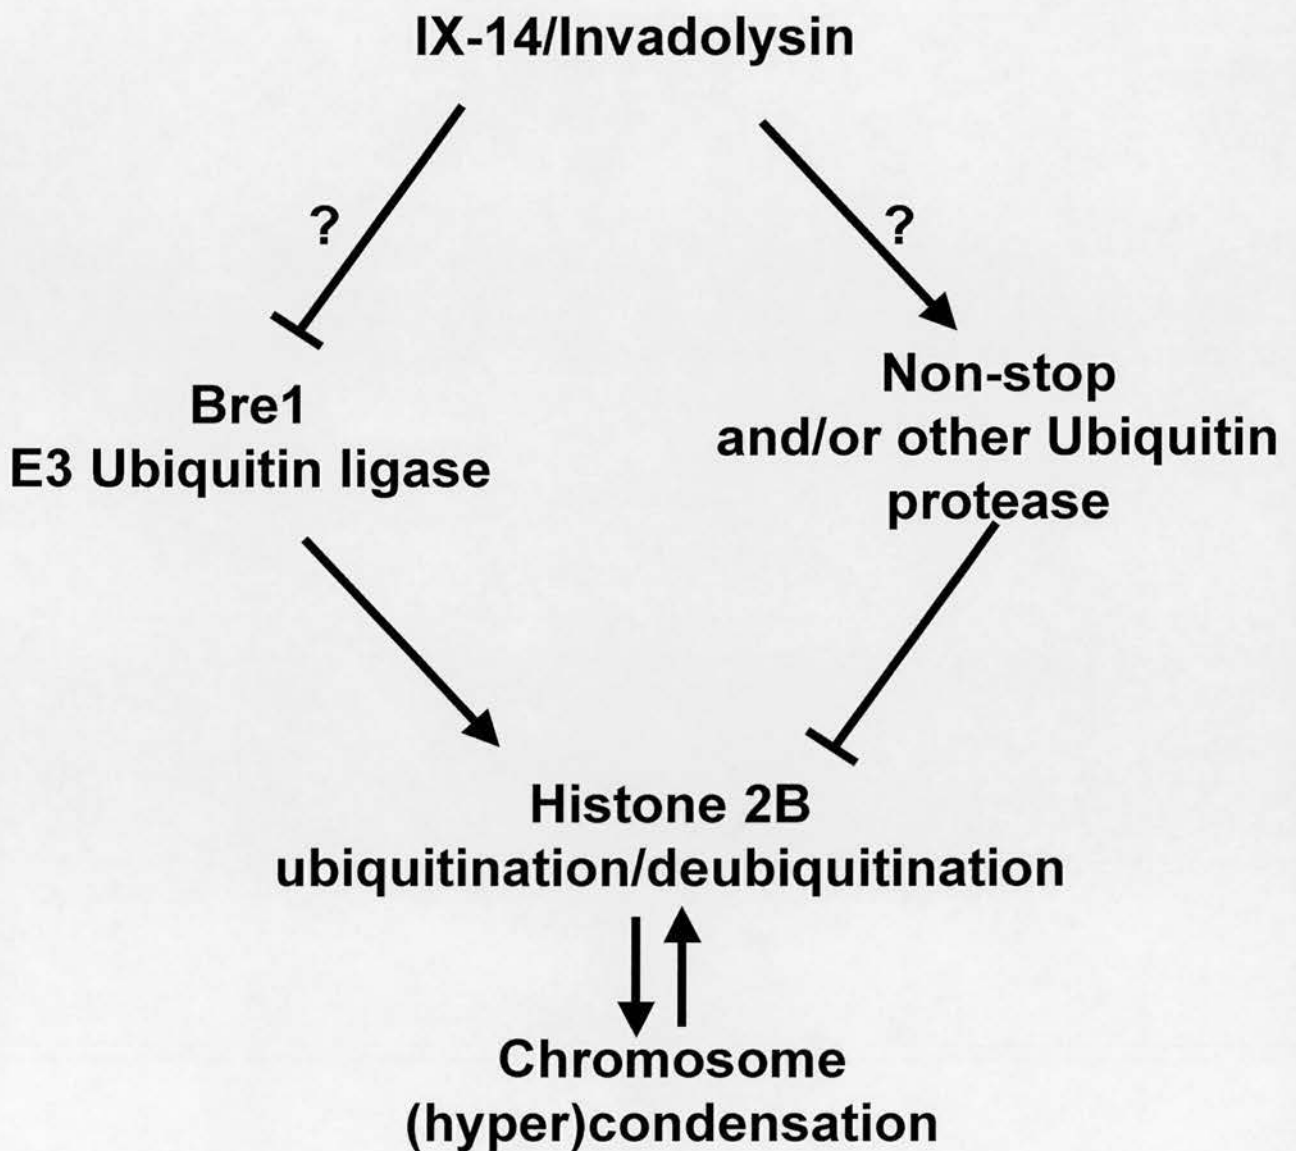 IX-14/Invadolysin
?
?
Bre1
E3 Ubiquitin ligase
Non-stop
and/or other Ubiquitin
protease
Histone 2B
ubiquitination/deubiquitination
Chromosome
(hyper)condensation